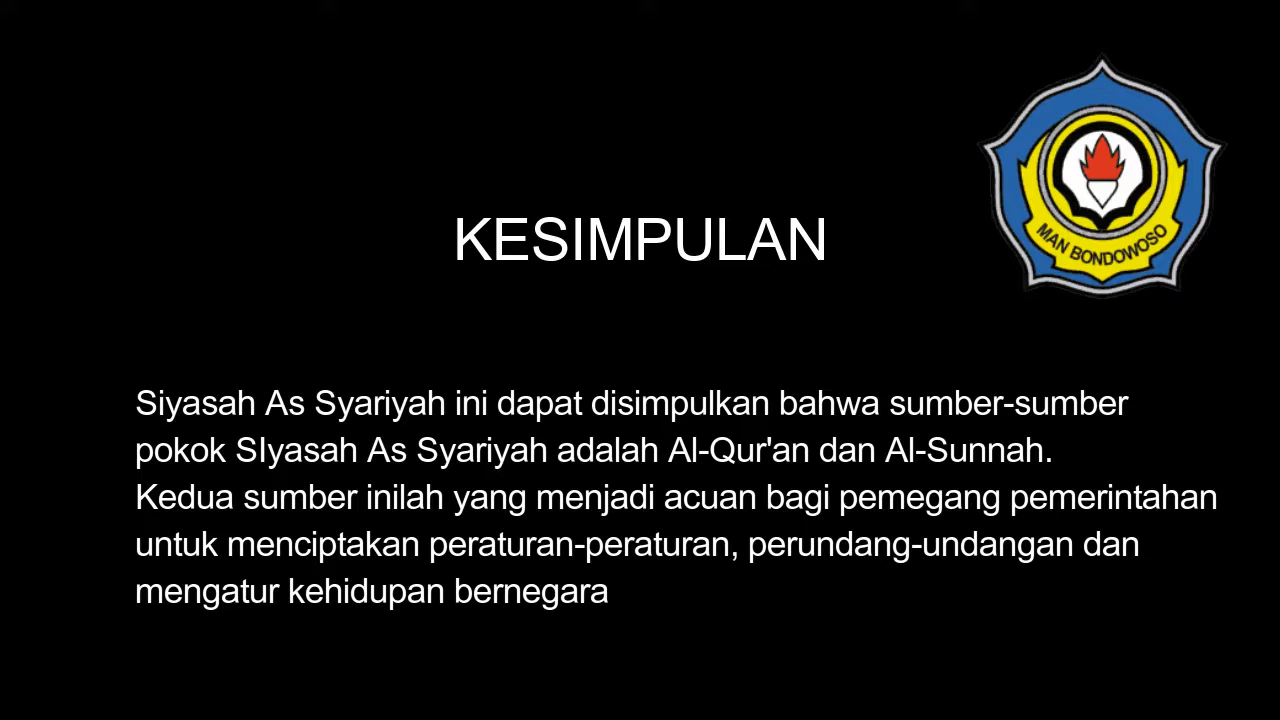 KESIMPULAN
MAN BONDOWOSO
Siyasah As Syariyah ini dapat disimpulkan bahwa sumber-sumber
pokok SIyasah As Syariyah adalah Al-Qur'an dan Al-Sunnah.
Kedua sumber inilah yang menjadi acuan bagi pemegang pemerintahan
untuk menciptakan peraturan-peraturan, perundang-undangan dan
mengatur kehidupan bernegara